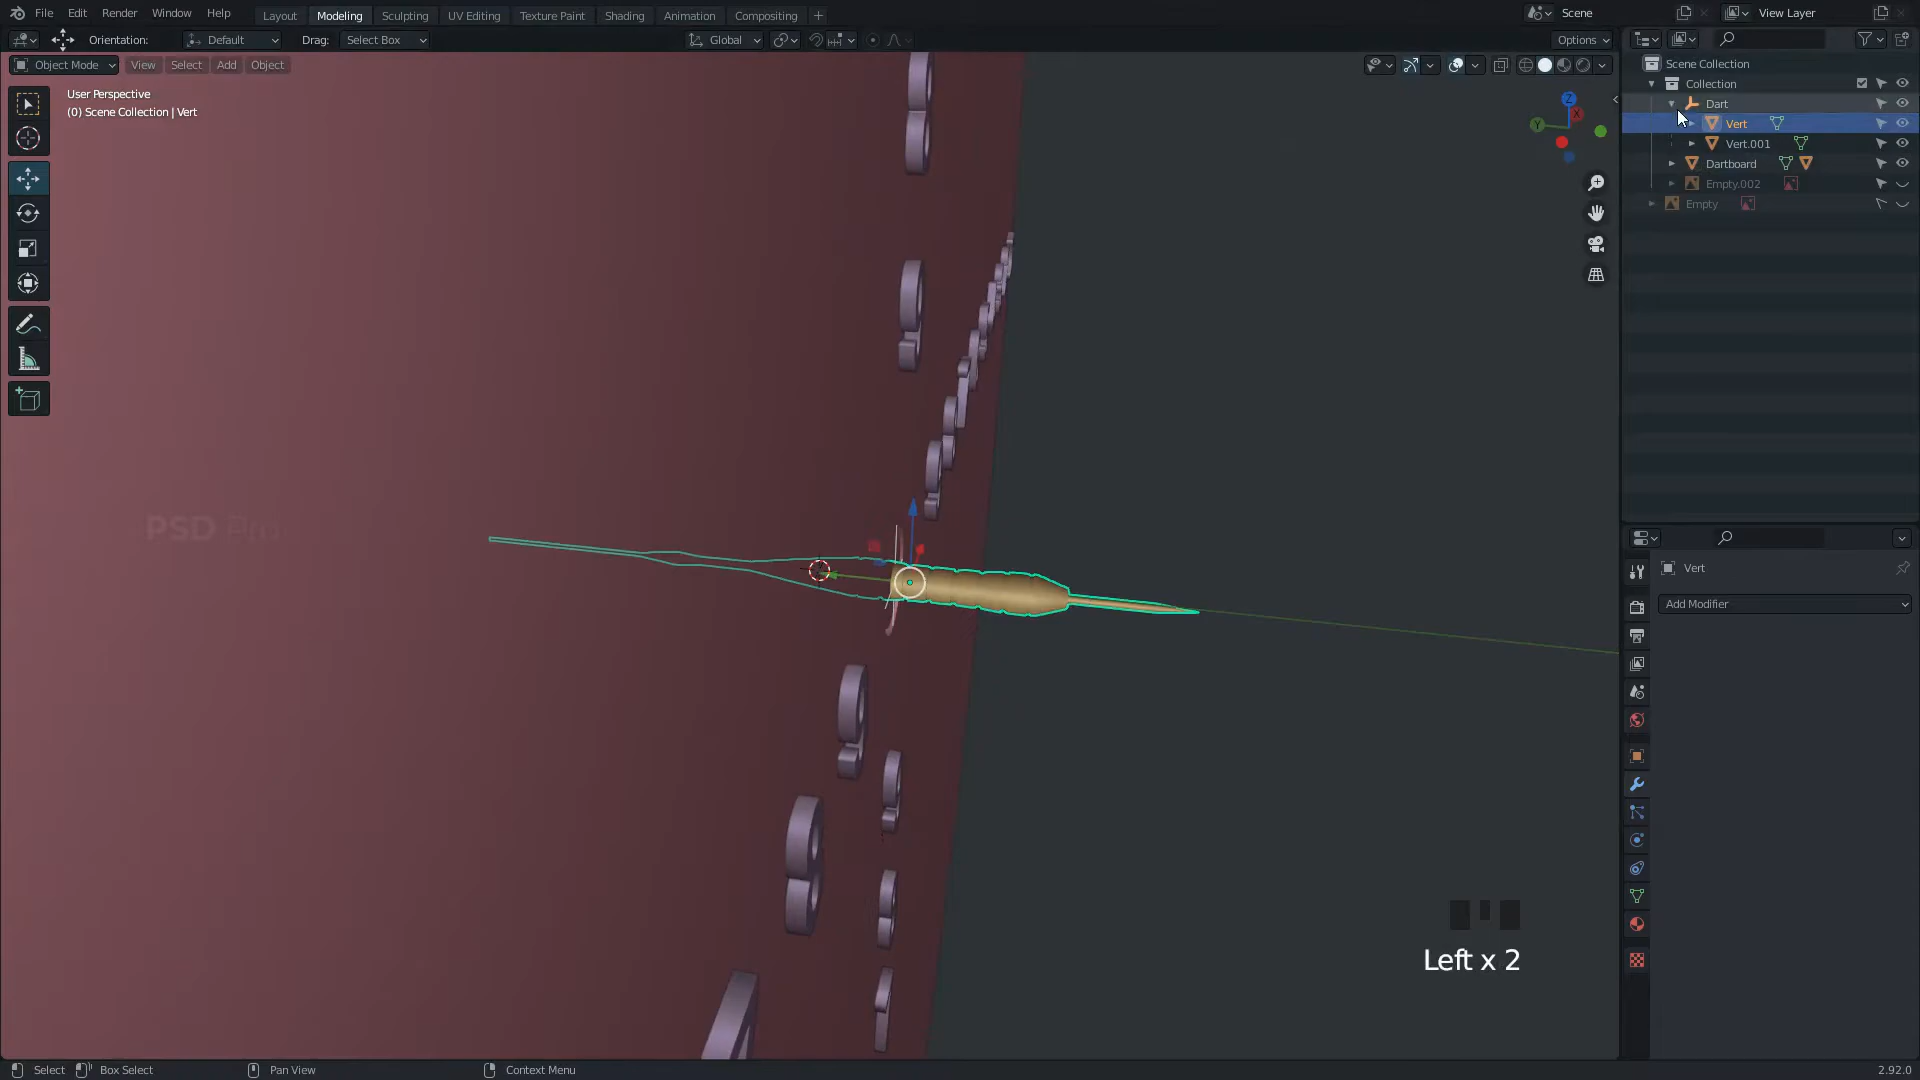 File Edit Render Window Help Layout Modeling Sculpting UV Editing Texture Paint Shading Animation Compositing + Scene View Layer
Orientation: Default Drag: Select Box Global Options
Object Mode View Select Add Object
User Perspective
(0) Scene Collection | Vert
Scene Collection
Collection
Dart
Vert
Vert.001
Dartboard
Empty.002
Empty
Z
X
Y
PSD Pro
Vert
Add Modifier
Left x 2
Select Box Select Pan View Context Menu 2.92.0